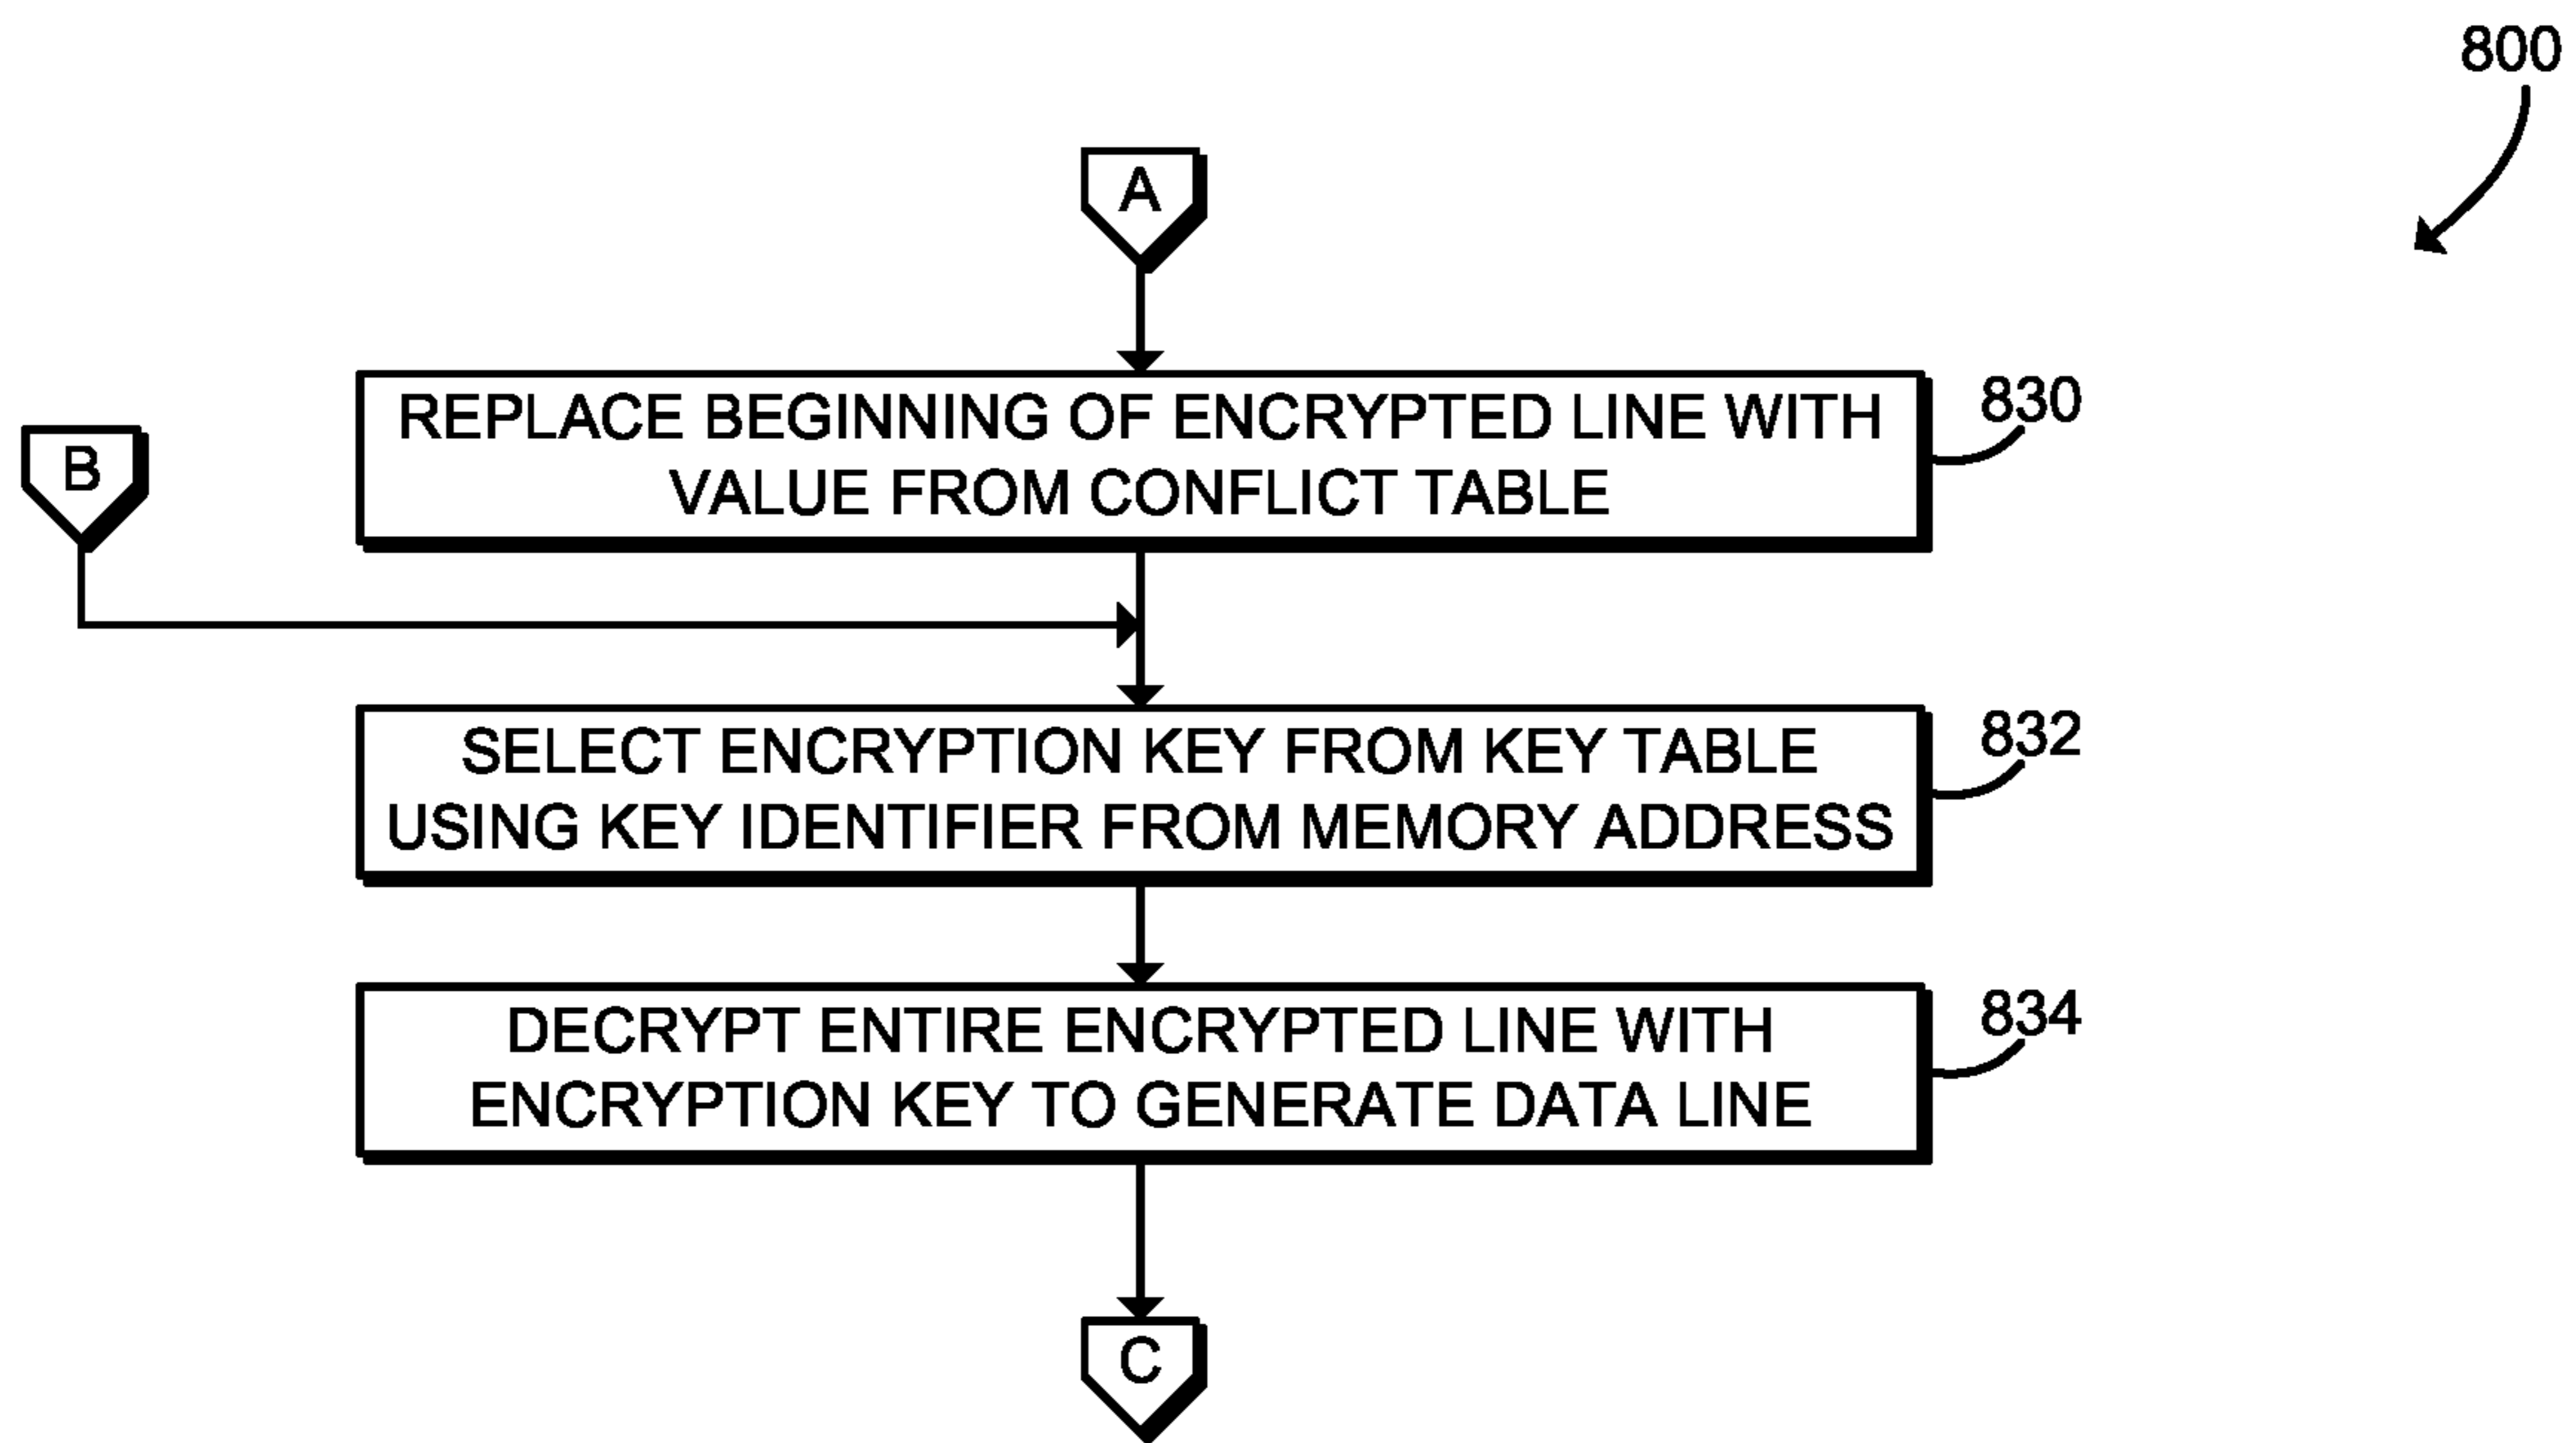 800
A
REPLACE BEGINNING OF ENCRYPTED LINE WITH
VALUE FROM CONFLICT TABLE
830
B
SELECT ENCRYPTION KEY FROM KEY TABLE
USING KEY IDENTIFIER FROM MEMORY ADDRESS
832
DECRYPT ENTIRE ENCRYPTED LINE WITH
ENCRYPTION KEY TO GENERATE DATA LINE
834
C